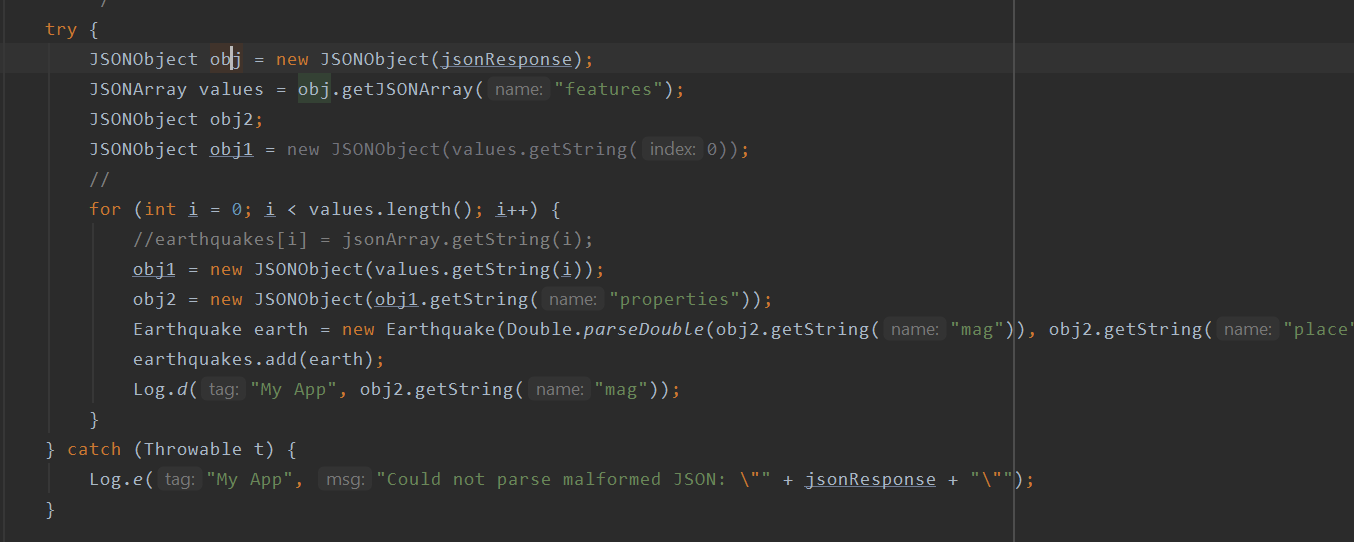 try {
JSONObject obj = new JSONObject(jsonResponse);
JSONArray values = obj.getJSONArray( name: "features");
JSONObject obj2;
JSONObject obj1 = new JSONObject(values.getString( index: 0));
//
for (int i = 0; i < values.length(); i++) {
//earthquakes[i] = jsonArray.getString(i);
obj1 = new JSONObject(values.getString(i));
obj2 = new JSONObject(obj1.getString( name: "properties"));
Earthquake earth = new Earthquake(Double.parseDouble(obj2.getString( name: "mag")), obj2.getString( name: "place"
earthquakes.add(earth);
Log.d( tag: "My App", obj2.getString( name: "mag"));
}
} catch (Throwable t) {
Log.e( tag: "My App", msg: "Could not parse malformed JSON: \"" + jsonResponse + "\"");
}